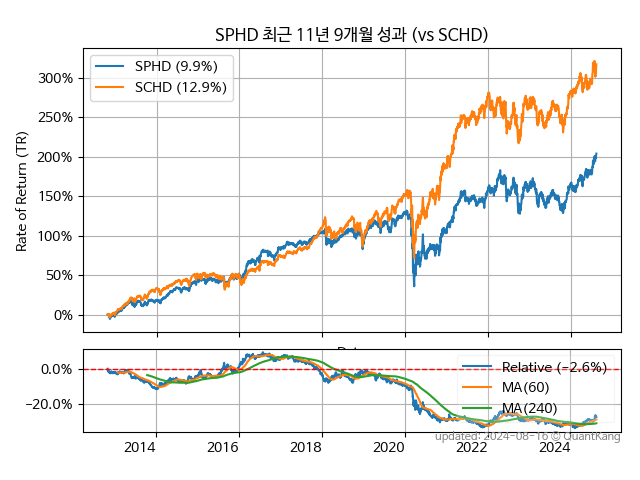 SPHD 최근 11년 9개월 성과 (vs SCHD)
SPHD (9.9%)
SCHD (12.9%)
Rate of Return (TR)
300%
250%
200%
150%
100%
50%
0%
0.0%
-20.0%
Relative (-2.6%)
MA(60)
MA(240)
2014
2016
2018
2020
2022
2024
updated: 2024-08-16 © QuantKang